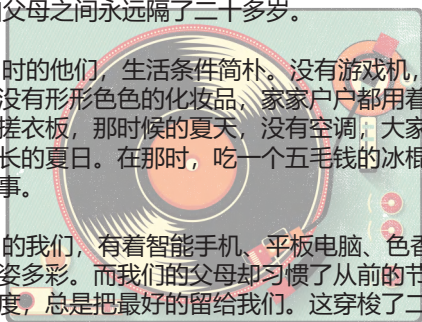 父母之间永远隔了二十多岁。
时的他们，生活条件简朴。没有游戏机，
没有形形色色的化妆品，家家户户都用着
搓衣板，那时候的夏天，没有空调，大家
长的夏日。在那时，吃一个五毛钱的冰棍
事。
的我们，有着智能手机、平板电脑、色香
姿多彩。而我们的父母却习惯了从前的节
度，总是把最好的留给我们。这穿梭了二